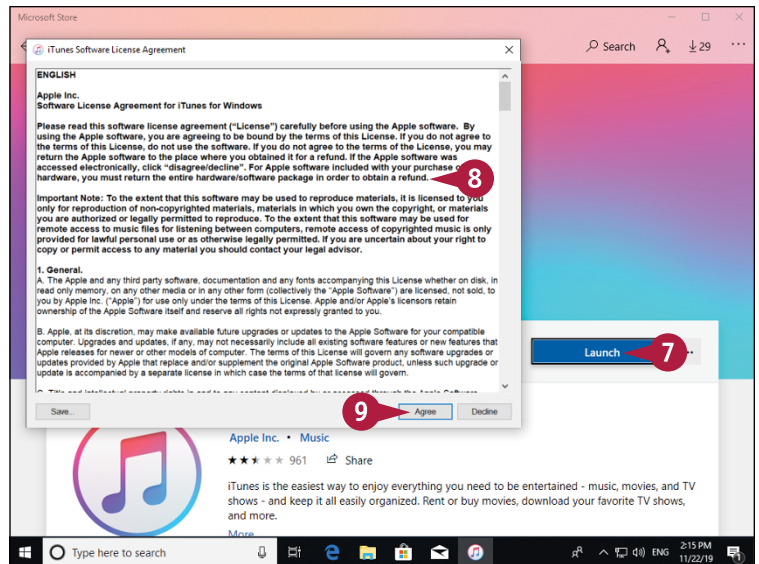 Microsoft Store
iTunes Software License Agreement
Search
29
ENGLISH
Apple Inc.
Software License Agreement for iTunes for Windows
Please read this software license agreement ("License") carefully before using the Apple software. By
using the Apple software, you are agreeing to be bound by the terms of this License. If you do not agree to
the terms of this License, do not use the software. If you do not agree to the terms of the License, you may
return the Apple software to the place where you obtained it for a refund. If the Apple software was
accessed electronically, click "disagree/decline". For Apple software included with your purchase
hardware, you must return the entire hardware/software package in order to obtain a refund.
8
Important Note: To the extent that this software may be used to reproduce materials, it is licensed to you
only for reproduction of non-copyrighted materials, materials in which you own the copyright, or materials
you are authorized or legally permitted to reproduce. To the extent that this software may be used for
remote access to music files for listening between computers, remote access of copyrighted music is only
provided for lawful personal use or as otherwise legally permitted. If you are uncertain about your right to
copy or permit access to any material you should contact your legal advisor.
1. General.
A. The Apple and any third party software, documentation and any fonts accompanying this License whether on disk, in
read only memory, on any other media or in any other form (collectively the "Apple Software") are licensed, not sold, to
you by Apple Inc. ("Apple") for use only under the terms of this License. Apple and/or Apple's licensors retain
ownership of the Apple Software itself and reserve all rights not expressly granted to you.
B. Apple, at its discretion, may make available future upgrades or updates to the Apple Software for your compatible
computer. Upgrades and updates, if any, may not necessarily include all existing software features or new features that
Apple releases for newer or other models of computer. The terms of this License will govern any software upgrades or
updates provided by Apple that replace and/or supplement the original Apple Software product, unless such upgrade or
update is accompanied by a separate license in which case the terms of that license will govern.
Launch
7
Save...
9
Agree
Decline
Apple Inc. • Music
961 Share
iTunes is the easiest way to enjoy everything you need to be entertained - music, movies, and TV
shows - and keep it all easily organized. Rent or buy movies, download your favorite TV shows,
and more.
More
Type here to search
ENG
2:15 PM
11/22/19
1